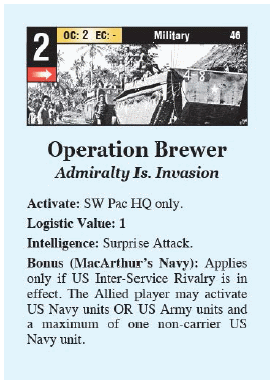 2 OC: 2 EC: - Military 46
Operation Brewer
Admiralty Is. Invasion
Activate: SW Pac HQ only.
Logistic Value: 1
Intelligence: Surprise Attack.
Bonus (MacArthur's Navy): Applies
only if US Inter-Service Rivalry is in
effect. The Allied player may activate
US Navy units OR US Army units and
a maximum of one non-carrier US
Navy unit.